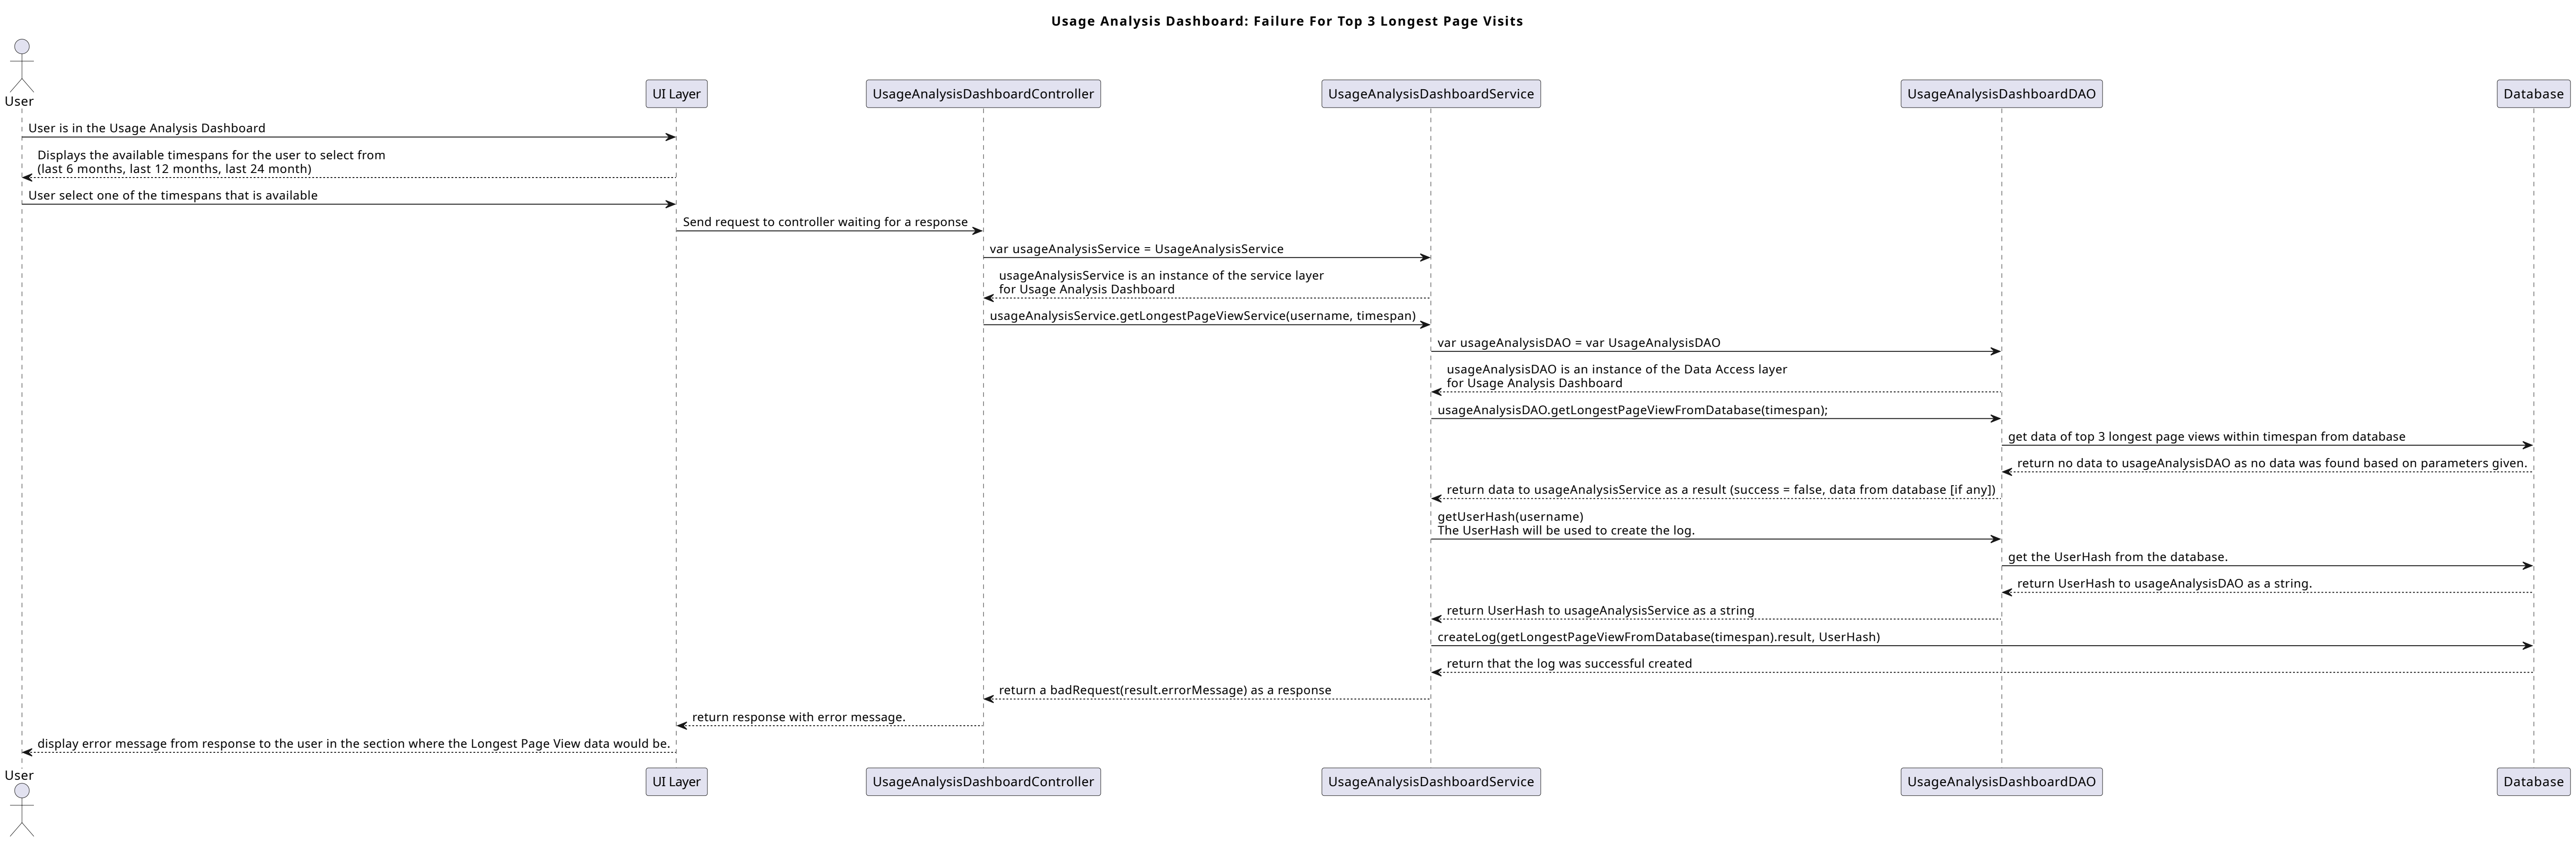 Usage Analysis Dashboard: Failure For Top 3 Longest Page Visits
User
UI Layer
UsageAnalysisDashboardController
UsageAnalysisDashboardService
UsageAnalysisDashboardDAO
Database
User is in the Usage Analysis Dashboard
Displays the available timespans for the user to select from
(last 6 months, last 12 months, last 24 month)
User select one of the timespans that is available
Send request to controller waiting for a response
var usageAnalysisService = UsageAnalysisService
usageAnalysisService is an instance of the service layer
for Usage Analysis Dashboard
usageAnalysisService.getLongestPageViewService(username, timespan)
var usageAnalysisDAO = var UsageAnalysisDAO
usageAnalysisDAO is an instance of the Data Access layer
for Usage Analysis Dashboard
usageAnalysisDAO.getLongestPageViewFromDatabase(timespan);
get data of top 3 longest page views within timespan from database
return no data to usageAnalysisDAO as no data was found based on parameters given.
return data to usageAnalysisService as a result (success = false, data from database [if any])
getUserHash(username)
The UserHash will be used to create the log.
get the UserHash from the database.
return UserHash to usageAnalysisDAO as a string.
return UserHash to usageAnalysisService as a string
createLog(getLongestPageViewFromDatabase(timespan).result, UserHash)
return that the log was successful created
return a badRequest(result.errorMessage) as a response
return response with error message.
display error message from response to the user in the section where the Longest Page View data would be.
User
UI Layer
UsageAnalysisDashboardController
UsageAnalysisDashboardService
UsageAnalysisDashboardDAO
Database